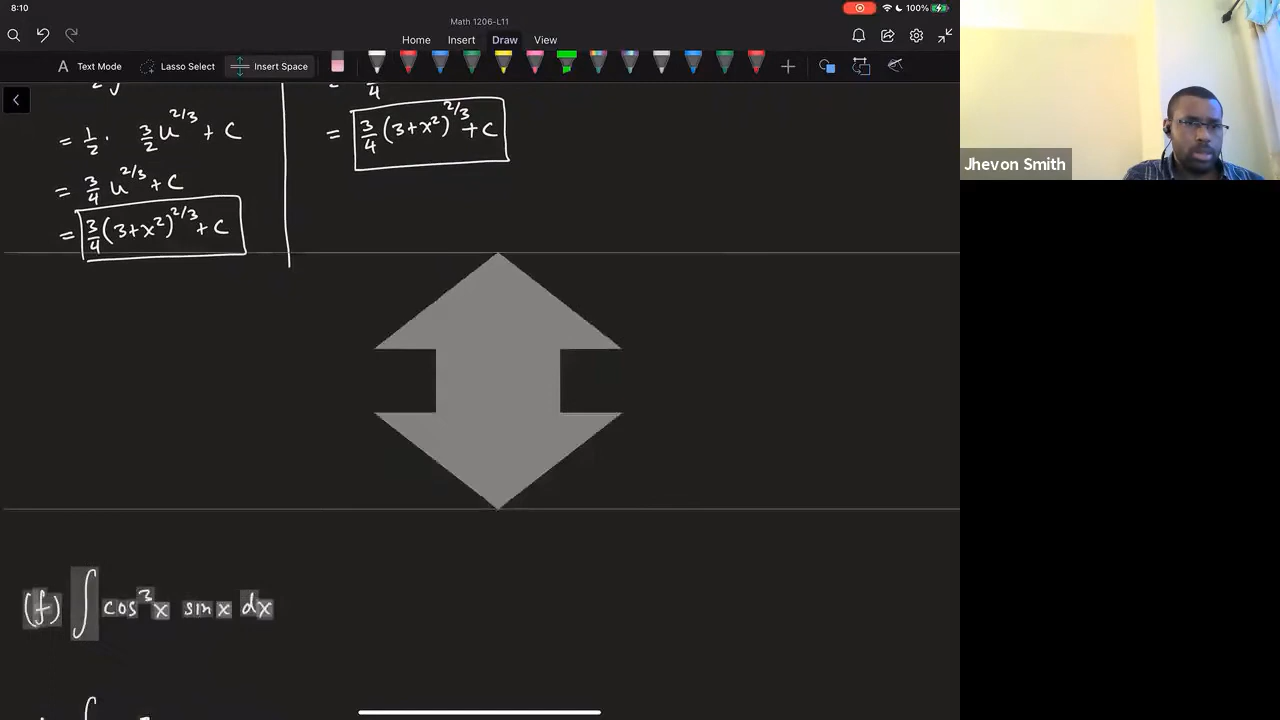 8:10
100%
Math 1206-L11
Home Insert Draw View
Text Mode Lasso Select Insert Space
= 1/2 · 3/2 u^2/3 + C
= 3/4 u^2/3 + C
= 3/4 (3+x²)^2/3 + C
4
= 3/4 (3+x²)^2/3 + C
(f) ∫ cos³x sin x dx
Jhevon Smith